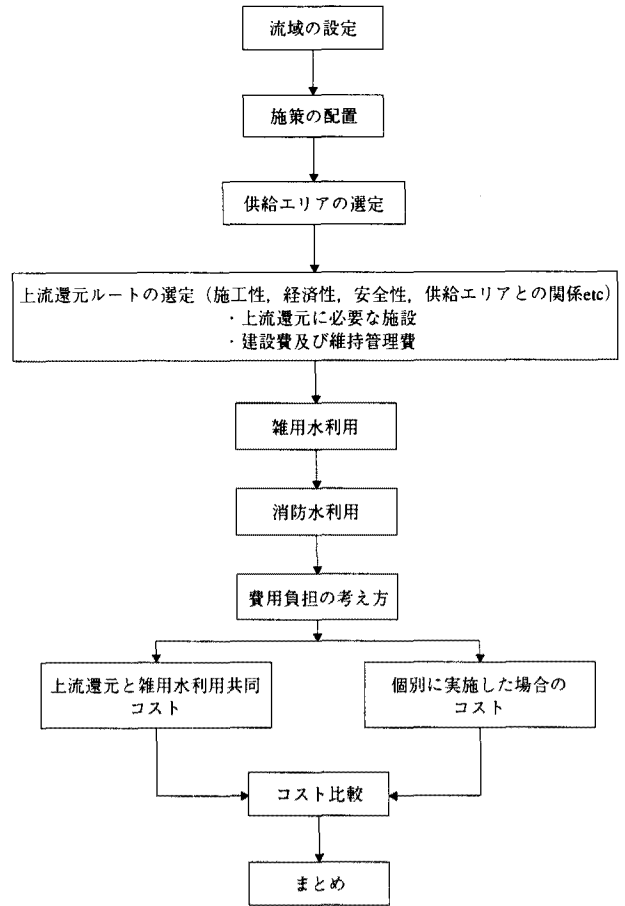 流域の設定
施策の配置
供給エリアの選定
上流還元ルートの選定（施工性，経済性，安全性，供給エリアとの関係etc）
・上流還元に必要な施設
・建設費及び維持管理費
雑用水利用
消防水利用
費用負担の考え方
上流還元と雑用水利用共同
コスト
個別に実施した場合の
コスト
コスト比較
まとめ